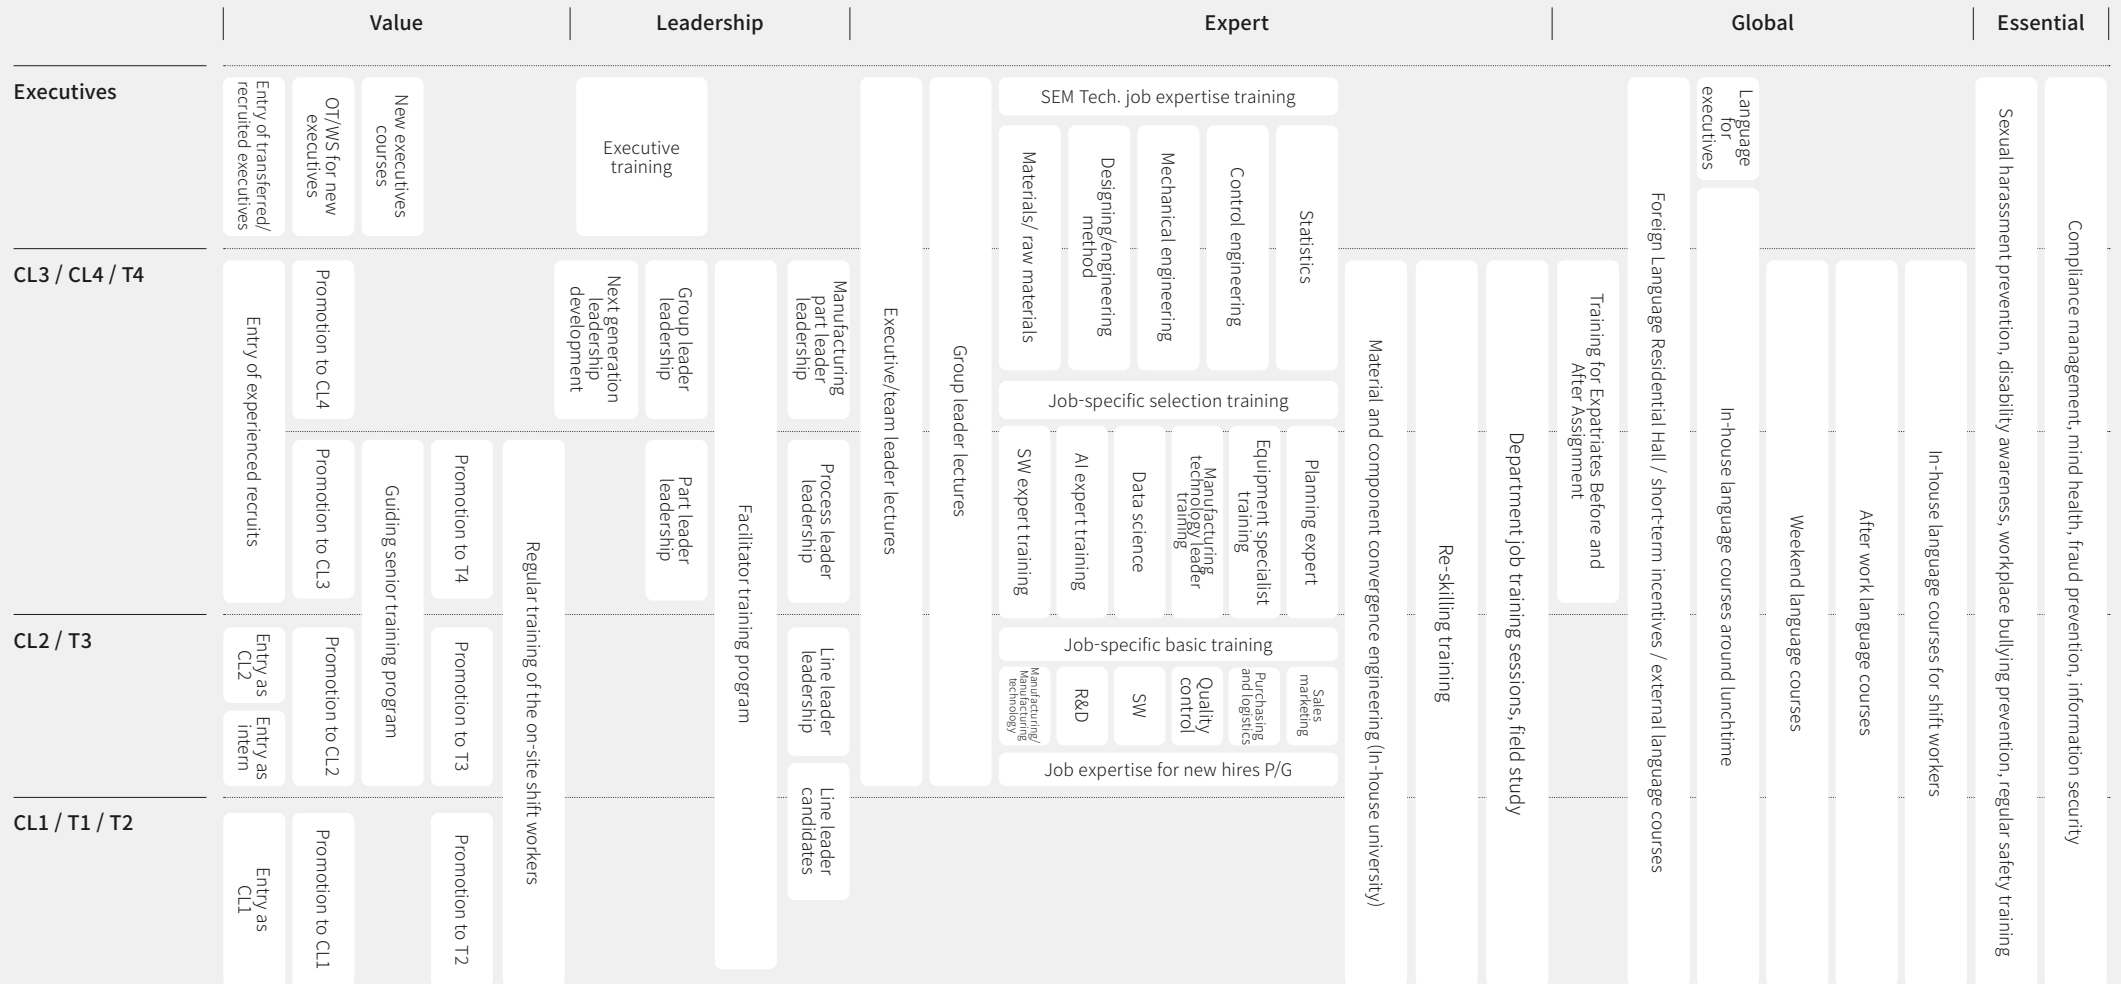 Value
Leadership
Expert
Global
Essential
Executives
Entry of transferred/
recruited executives
OT/WS for new
executives
New executives
courses
Executive
training
SEM Tech. job expertise training
Materials/ raw materials
Designing/engineering
method
Mechanical engineering
Control engineering
Statistics
Language
for
executives
CL3 / CL4 / T4
Entry of experienced recruits
Promotion to CL4
Promotion to CL3
Guiding senior training program
Promotion to T4
Regular training of the on-site shift workers
Next generation
leadership
development
Group leader
leadership
Part leader
leadership
Facilitator training program
Manufacturing
part leader
leadership
Process leader
leadership
Executive/team leader lectures
Group leader lectures
Job-specific selection training
SW expert training
AI expert training
Data science
Manufacturing
technology leader
training
Equipment specialist
training
Planning expert
Material and component convergence engineering (In-house university)
Re-skilling training
Department job training sessions, field study
Training for Expatriates Before and
After Assignment
Foreign Language Residential Hall / short-term incentives / external language courses
In-house language courses around lunchtime
Weekend language courses
After work language courses
In-house language courses for shift workers
Sexual harassment prevention, disability awareness, workplace bullying prevention, regular safety training
Compliance management, mind health, fraud prevention, information security
CL2 / T3
Entry as
CL2
Entry as
intern
Promotion to CL2
Promotion to T3
Line leader
leadership
Line leader
candidates
Job-specific basic training
Manufacturing/
Manufacturing
technology
R&D
SW
Quality
control
Purchasing
and logistics
Sales
marketing
Job expertise for new hires P/G
CL1 / T1 / T2
Entry as
CL1
Promotion to CL1
Promotion to T2